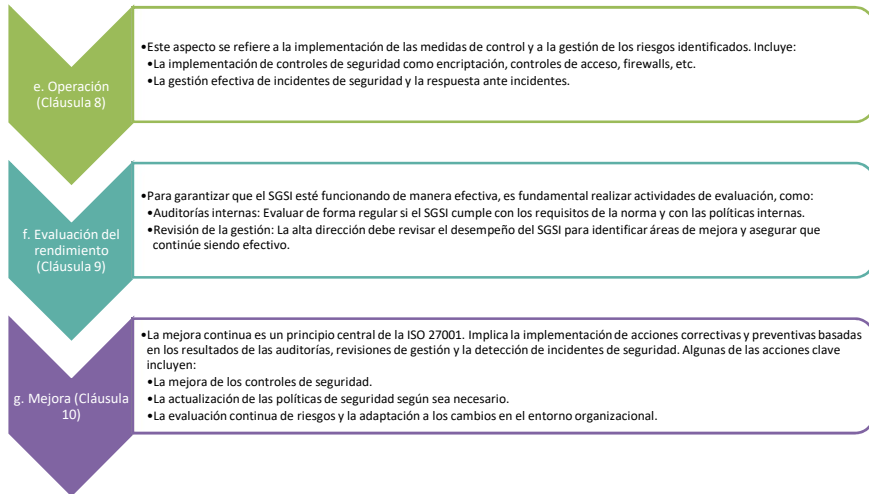 e. Operación
(Cláusula 8)
•Este aspecto se refiere a la implementación de las medidas de control y a la gestión de los riesgos identificados. Incluye:
•La implementación de controles de seguridad como encriptación, controles de acceso, firewalls, etc.
•La gestión efectiva de incidentes de seguridad y la respuesta ante incidentes.
f. Evaluación del
rendimiento
(Cláusula 9)
•Para garantizar que el SGSI esté funcionando de manera efectiva, es fundamental realizar actividades de evaluación, como:
•Auditorías internas: Evaluar de forma regular si el SGSI cumple con los requisitos de la norma y con las políticas internas.
•Revisión de la gestión: La alta dirección debe revisar el desempeño del SGSI para identificar áreas de mejora y asegurar que
continúe siendo efectivo.
g. Mejora (Cláusula
10)
•La mejora continua es un principio central de la ISO 27001. Implica la implementación de acciones correctivas y preventivas basadas
en los resultados de las auditorías, revisiones de gestión y la detección de incidentes de seguridad. Algunas de las acciones clave
incluyen:
•La mejora de los controles de seguridad.
•La actualización de las políticas de seguridad según sea necesario.
•La evaluación continua de riesgos y la adaptación a los cambios en el entorno organizacional.